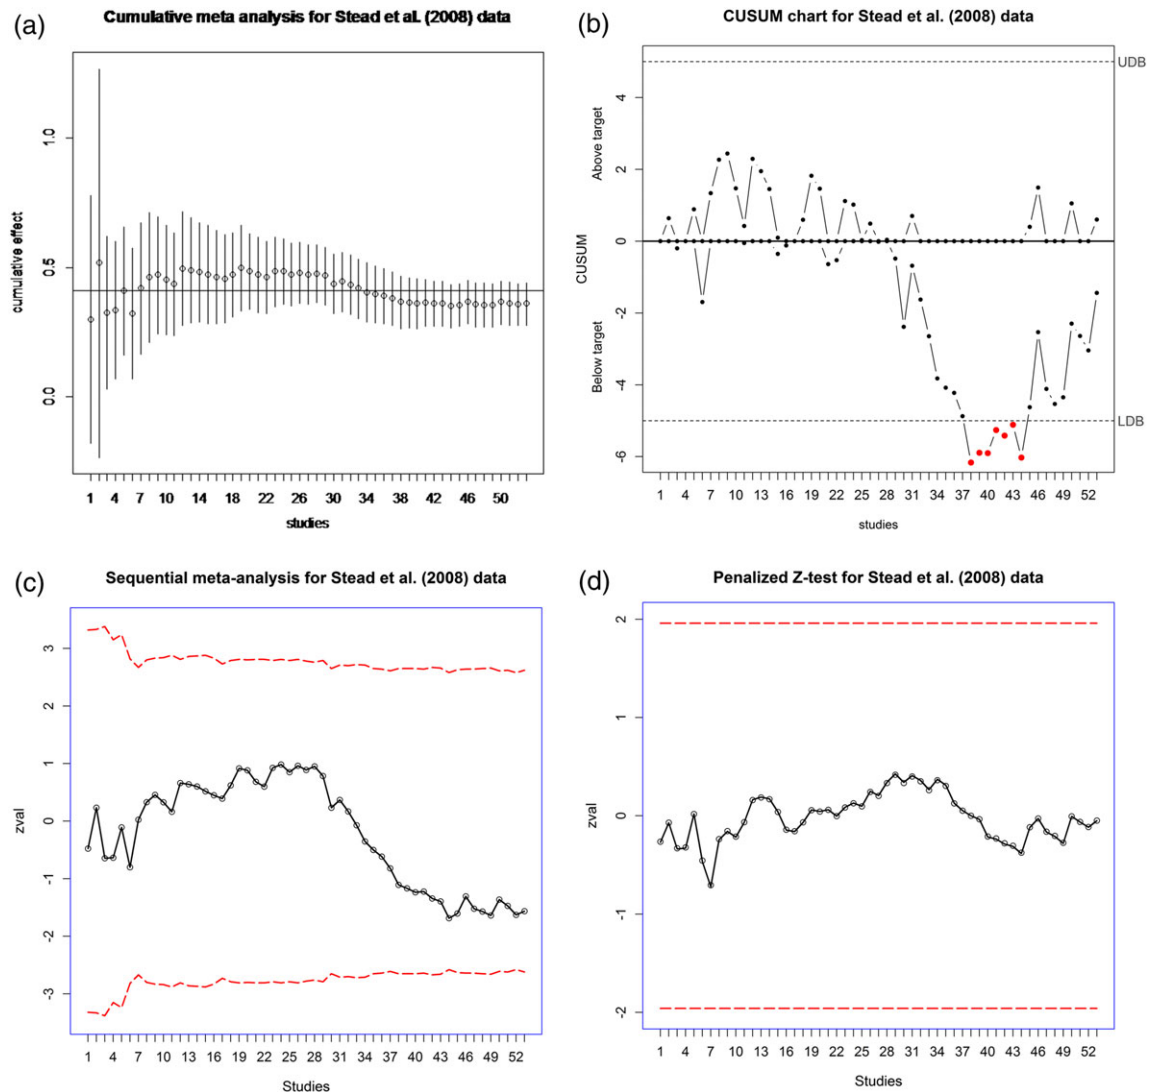 (a)
Cumulative meta analysis for Stead et al. (2008) data
cumulative effect
1.0
0.5
0.0
1 4 7 10 14 18 22 26 30 34 38 42 46 50
studies
(b)
CUSUM chart for Stead et al. (2008) data
UDB
LDB
CUSUM
Above target
Below target
4
2
0
-2
-4
-6
1 4 7 10 13 16 19 22 25 28 31 34 37 40 43 46 49 52
studies
(c)
Sequential meta-analysis for Stead et al. (2008) data
zval
3
2
1
0
-1
-2
-3
1 4 7 10 13 16 19 22 25 28 31 34 37 40 43 46 49 52
Studies
(d)
Penalized Z-test for Stead et al. (2008) data
zval
2
1
0
-1
-2
1 4 7 10 13 16 19 22 25 28 31 34 37 40 43 46 49 52
Studies